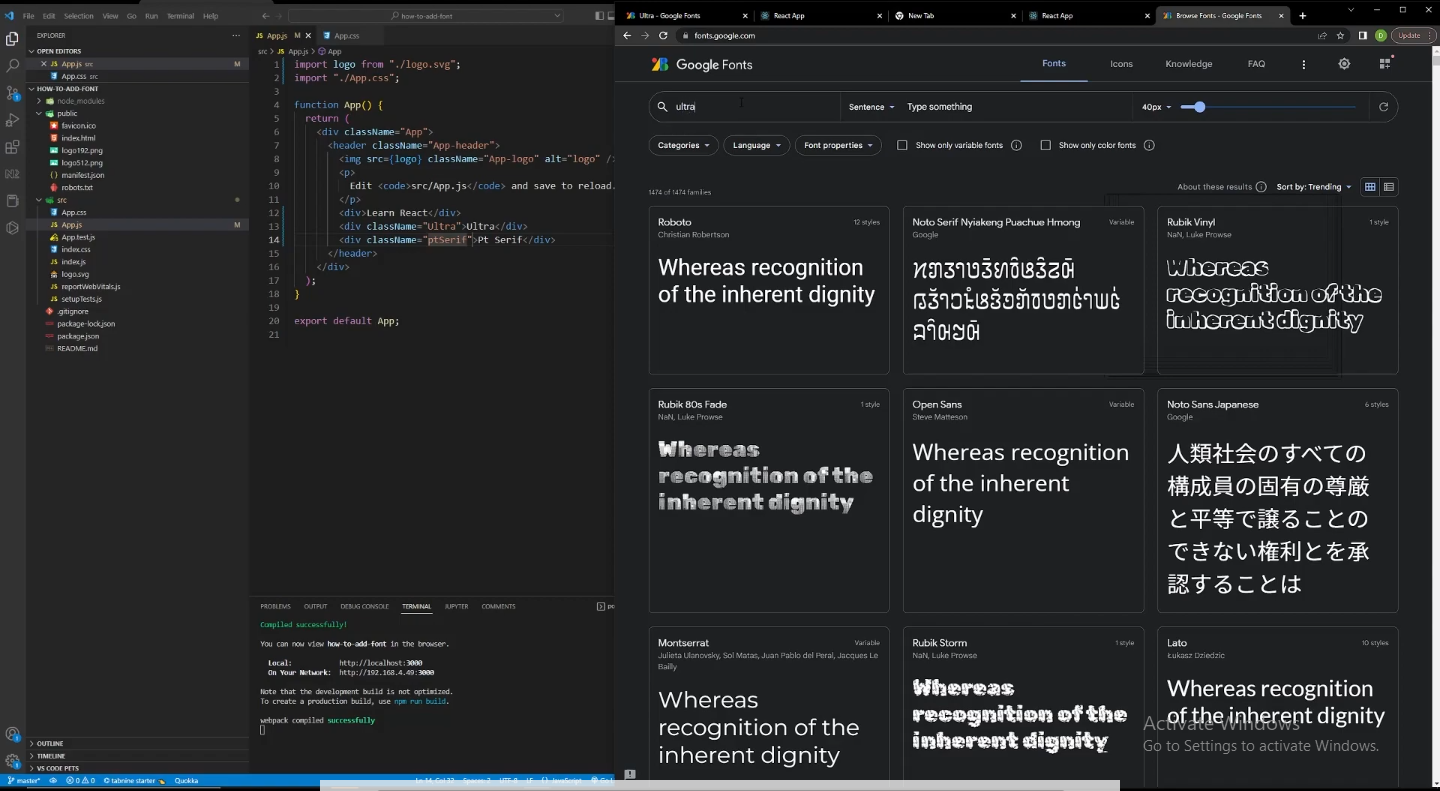 File Edit Selection View Go Run Terminal Help
how-to-add-font
EXPLORER
OPEN EDITORS
JS App.js src M
App.css src
HOW-TO-ADD-FONT
node_modules
public
favicon.ico
index.html
logo192.png
logo512.png
manifest.json
robots.txt
src
App.css
JS App.js M
App.test.js
index.css
JS index.js
logo.svg
JS reportWebVitals.js
JS setupTests.js
.gitignore
package-lock.json
package.json
README.md
OUTLINE
TIMELINE
VS CODE PETS
JS App.js M
App.css
src > JS App.js > App
1 import logo from "./logo.svg";
2 import "./App.css";
3
4 function App() {
5 return (
6 <div className="App">
7 <header className="App-header">
8 <img src={logo} className="App-logo" alt="logo" /
9 <p>
10 Edit <code>src/App.js</code> and save to reload.
11 </p>
12 <div>Learn React</div>
13 <div className="Ultra">Ultra</div>
14 <div className="ptSerif">Pt Serif</div>
15 </header>
16 </div>
17 );
18 }
19
20 export default App;
21
PROBLEMS OUTPUT DEBUG CONSOLE TERMINAL JUPYTER COMMENTS
Compiled successfully!
You can now view how-to-add-font in the browser.
Local: http://localhost:3000
On Your Network: http://192.168.4.49:3000
Note that the development build is not optimized.
To create a production build, use npm run build.
webpack compiled successfully
master* 0 0 tabnine starter Quokka
Ultra - Google Fonts
React App
New Tab
React App
Browse Fonts - Google Fonts
fonts.google.com
D
Update
Google Fonts
Fonts Icons Knowledge FAQ
ultra
Sentence
Type something
40px
Categories Language Font properties Show only variable fonts Show only color fonts
1474 of 1474 families
About these results Sort by: Trending
Roboto 12 styles
Christian Robertson
Whereas recognition
of the inherent dignity
Noto Serif Nyiakeng Puachue Hmong Variable
Google
Rubik Vinyl 1 style
NaN, Luke Prowse
Whereas
recognition of the
inherent dignity
Rubik 80s Fade 1 style
NaN, Luke Prowse
Whereas
recognition of the
inherent dignity
Open Sans Variable
Steve Matteson
Whereas recognition
of the inherent
dignity
Noto Sans Japanese 6 styles
Google
人類社会のすべての
構成員の固有の尊厳
と平等で譲ることの
できない権利とを承
認することは
Montserrat Variable
Julieta Ulanovsky, Sol Matas, Juan Pablo del Peral, Jacques Le
Bailly
Whereas
recognition of the
inherent dignity
Rubik Storm 1 style
NaN, Luke Prowse
Whereas
recognition of the
inherent dignity
Lato 10 styles
Łukasz Dziedzic
Whereas recognition
of the inherent dignity
Activate Windows
Go to Settings to activate Windows.